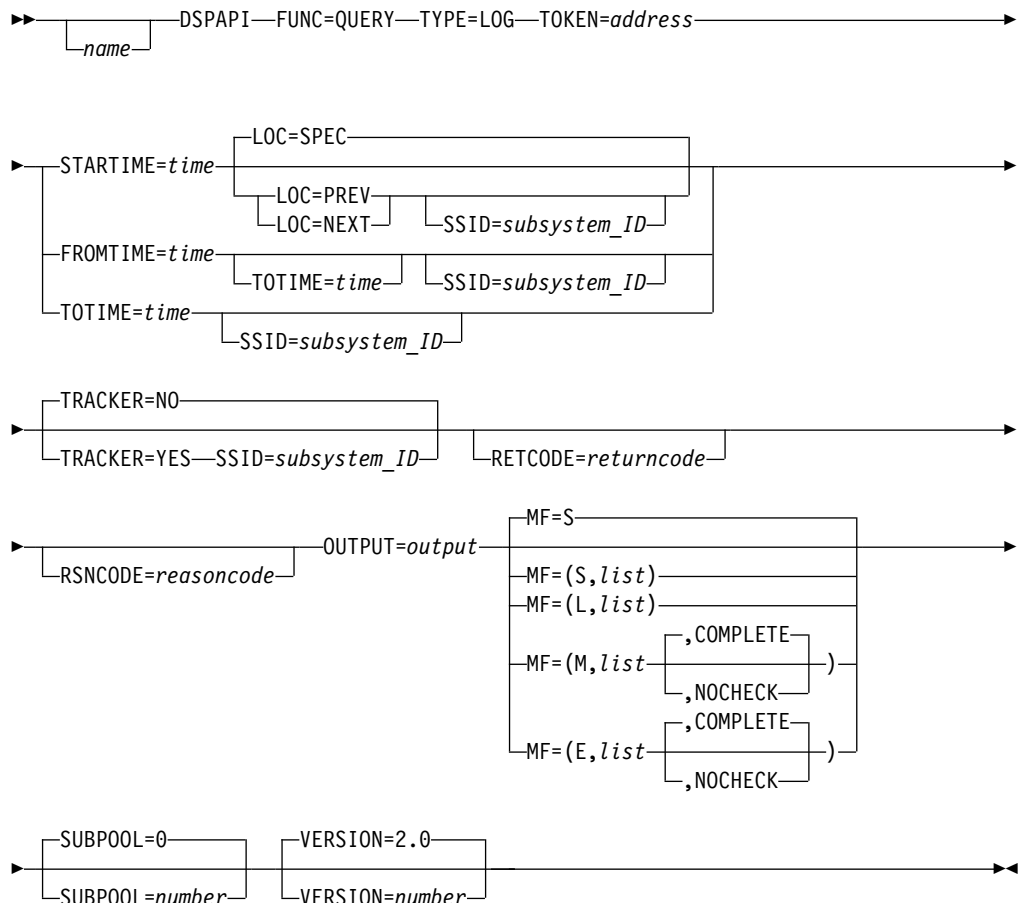 DSPAPI FUNC=QUERY TYPE=LOG TOKEN=address
name
LOC=SPEC
STARTIME=time
LOC=PREV
LOC=NEXT SSID=subsystem_ID
FROMTIME=time
TOTIME=time SSID=subsystem_ID
TOTIME=time
SSID=subsystem_ID
TRACKER=NO
TRACKER=YES SSID=subsystem_ID RETCODE=returncode
MF=S
OUTPUT=output
RSNCODE=reasoncode MF=(S,list)
MF=(L,list)
,COMPLETE
MF=(M,list )
,NOCHECK
,COMPLETE
MF=(E,list )
,NOCHECK
SUBPOOL=0 VERSION=2.0
SUBPOOL=number VERSION=number